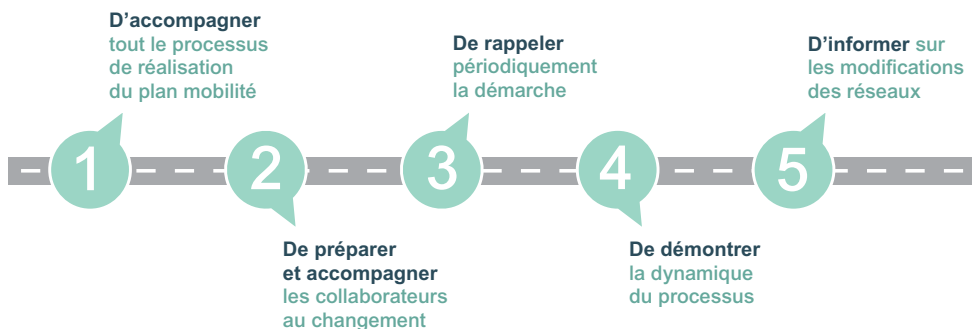 D’accompagner
tout le processus
de réalisation
du plan mobilité
1
De préparer
et accompagner
les collaborateurs
au changement
2
De rappeler
périodiquement
la démarche
3
De démontrer
la dynamique
du processus
4
D’informer sur
les modifications
des réseaux
5